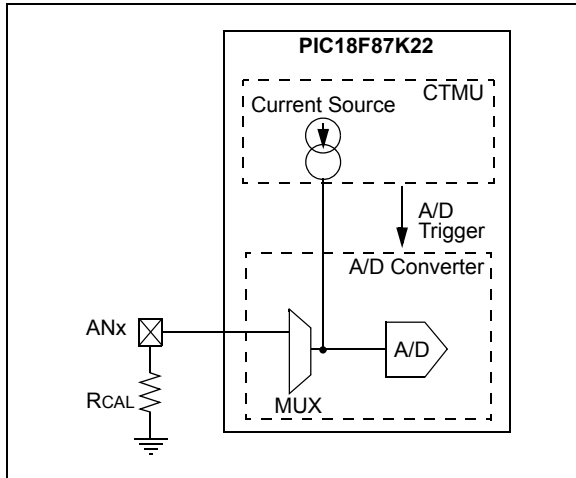 PIC18F87K22
CTMU
Current Source
A/D
Trigger
A/D Converter
ANx
A/D
RCAL
MUX